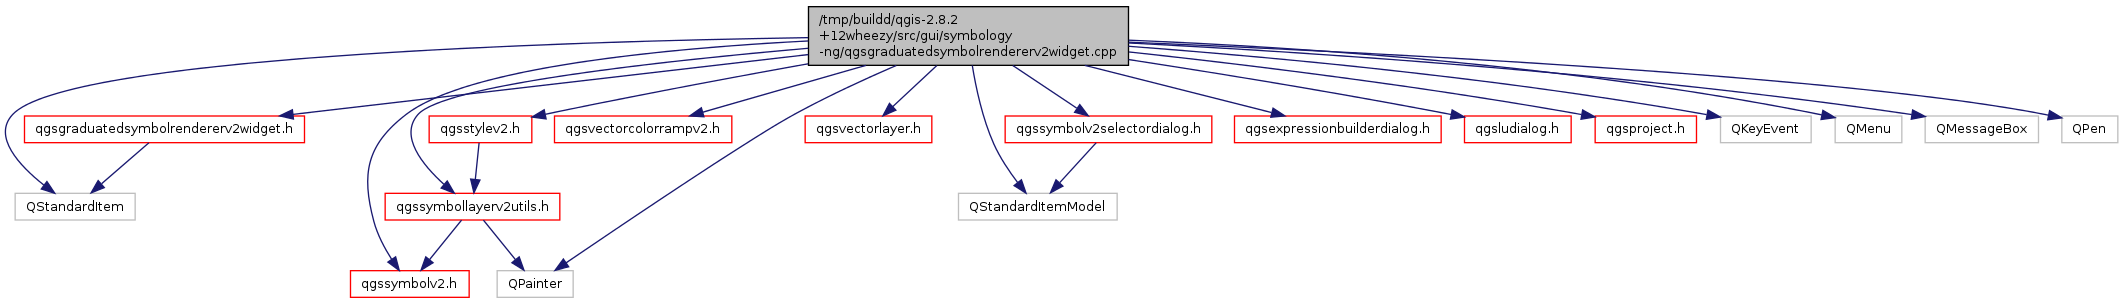 /tmp/buildd/qgis-2.8.2
+12wheezy/src/gui/symbology
-ng/qgsgraduatedsymbolrendererv2widget.cpp
qgsgraduatedsymbolrendererv2widget.h
qgsstylev2.h
qgsvectorcolorrampv2.h
qgsvectorlayer.h
qgssymbolv2selectordialog.h
qgsexpressionbuilderdialog.h
qgsludialog.h
qgsproject.h
QKeyEvent
QMenu
QMessageBox
QPen
QStandardItem
qgssymbollayerv2utils.h
QStandardItemModel
qgssymbolv2.h
QPainter